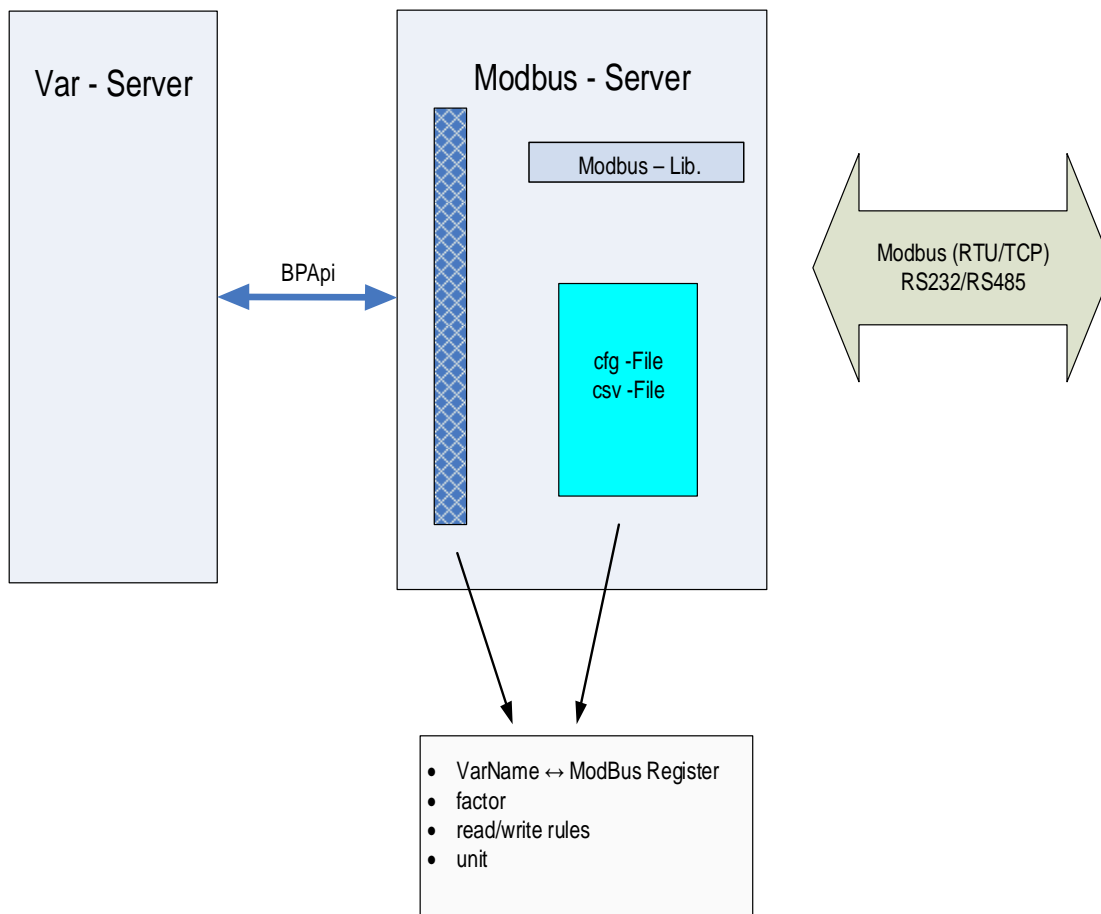 Var - Server
Modbus - Server
Modbus – Lib.
BPApi
Modbus (RTU/TCP)
RS232/RS485
cfg -File
csv -File
• VarName ↔ ModBus Register
• factor
• read/write rules
• unit